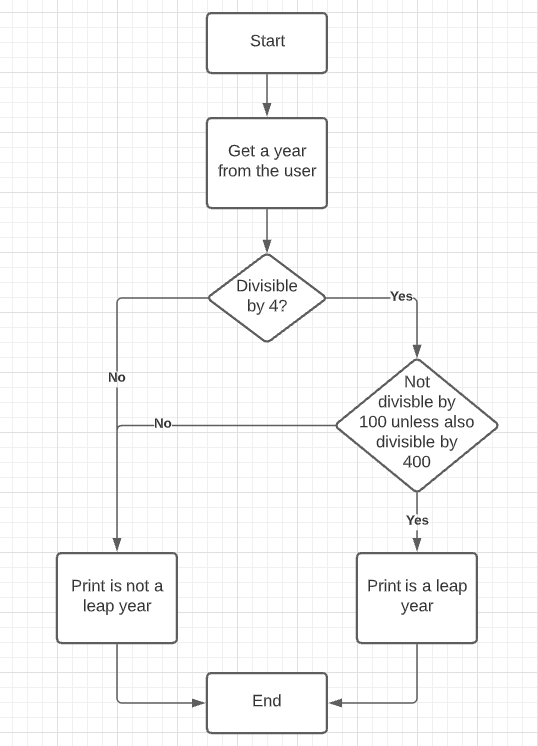 Start
Get a year
from the user
Divisible
by 4?
Yes
No
Not
divisble by
100 unless also
divisible by
400
No
Yes
Print is not a
leap year
Print is a leap
year
End